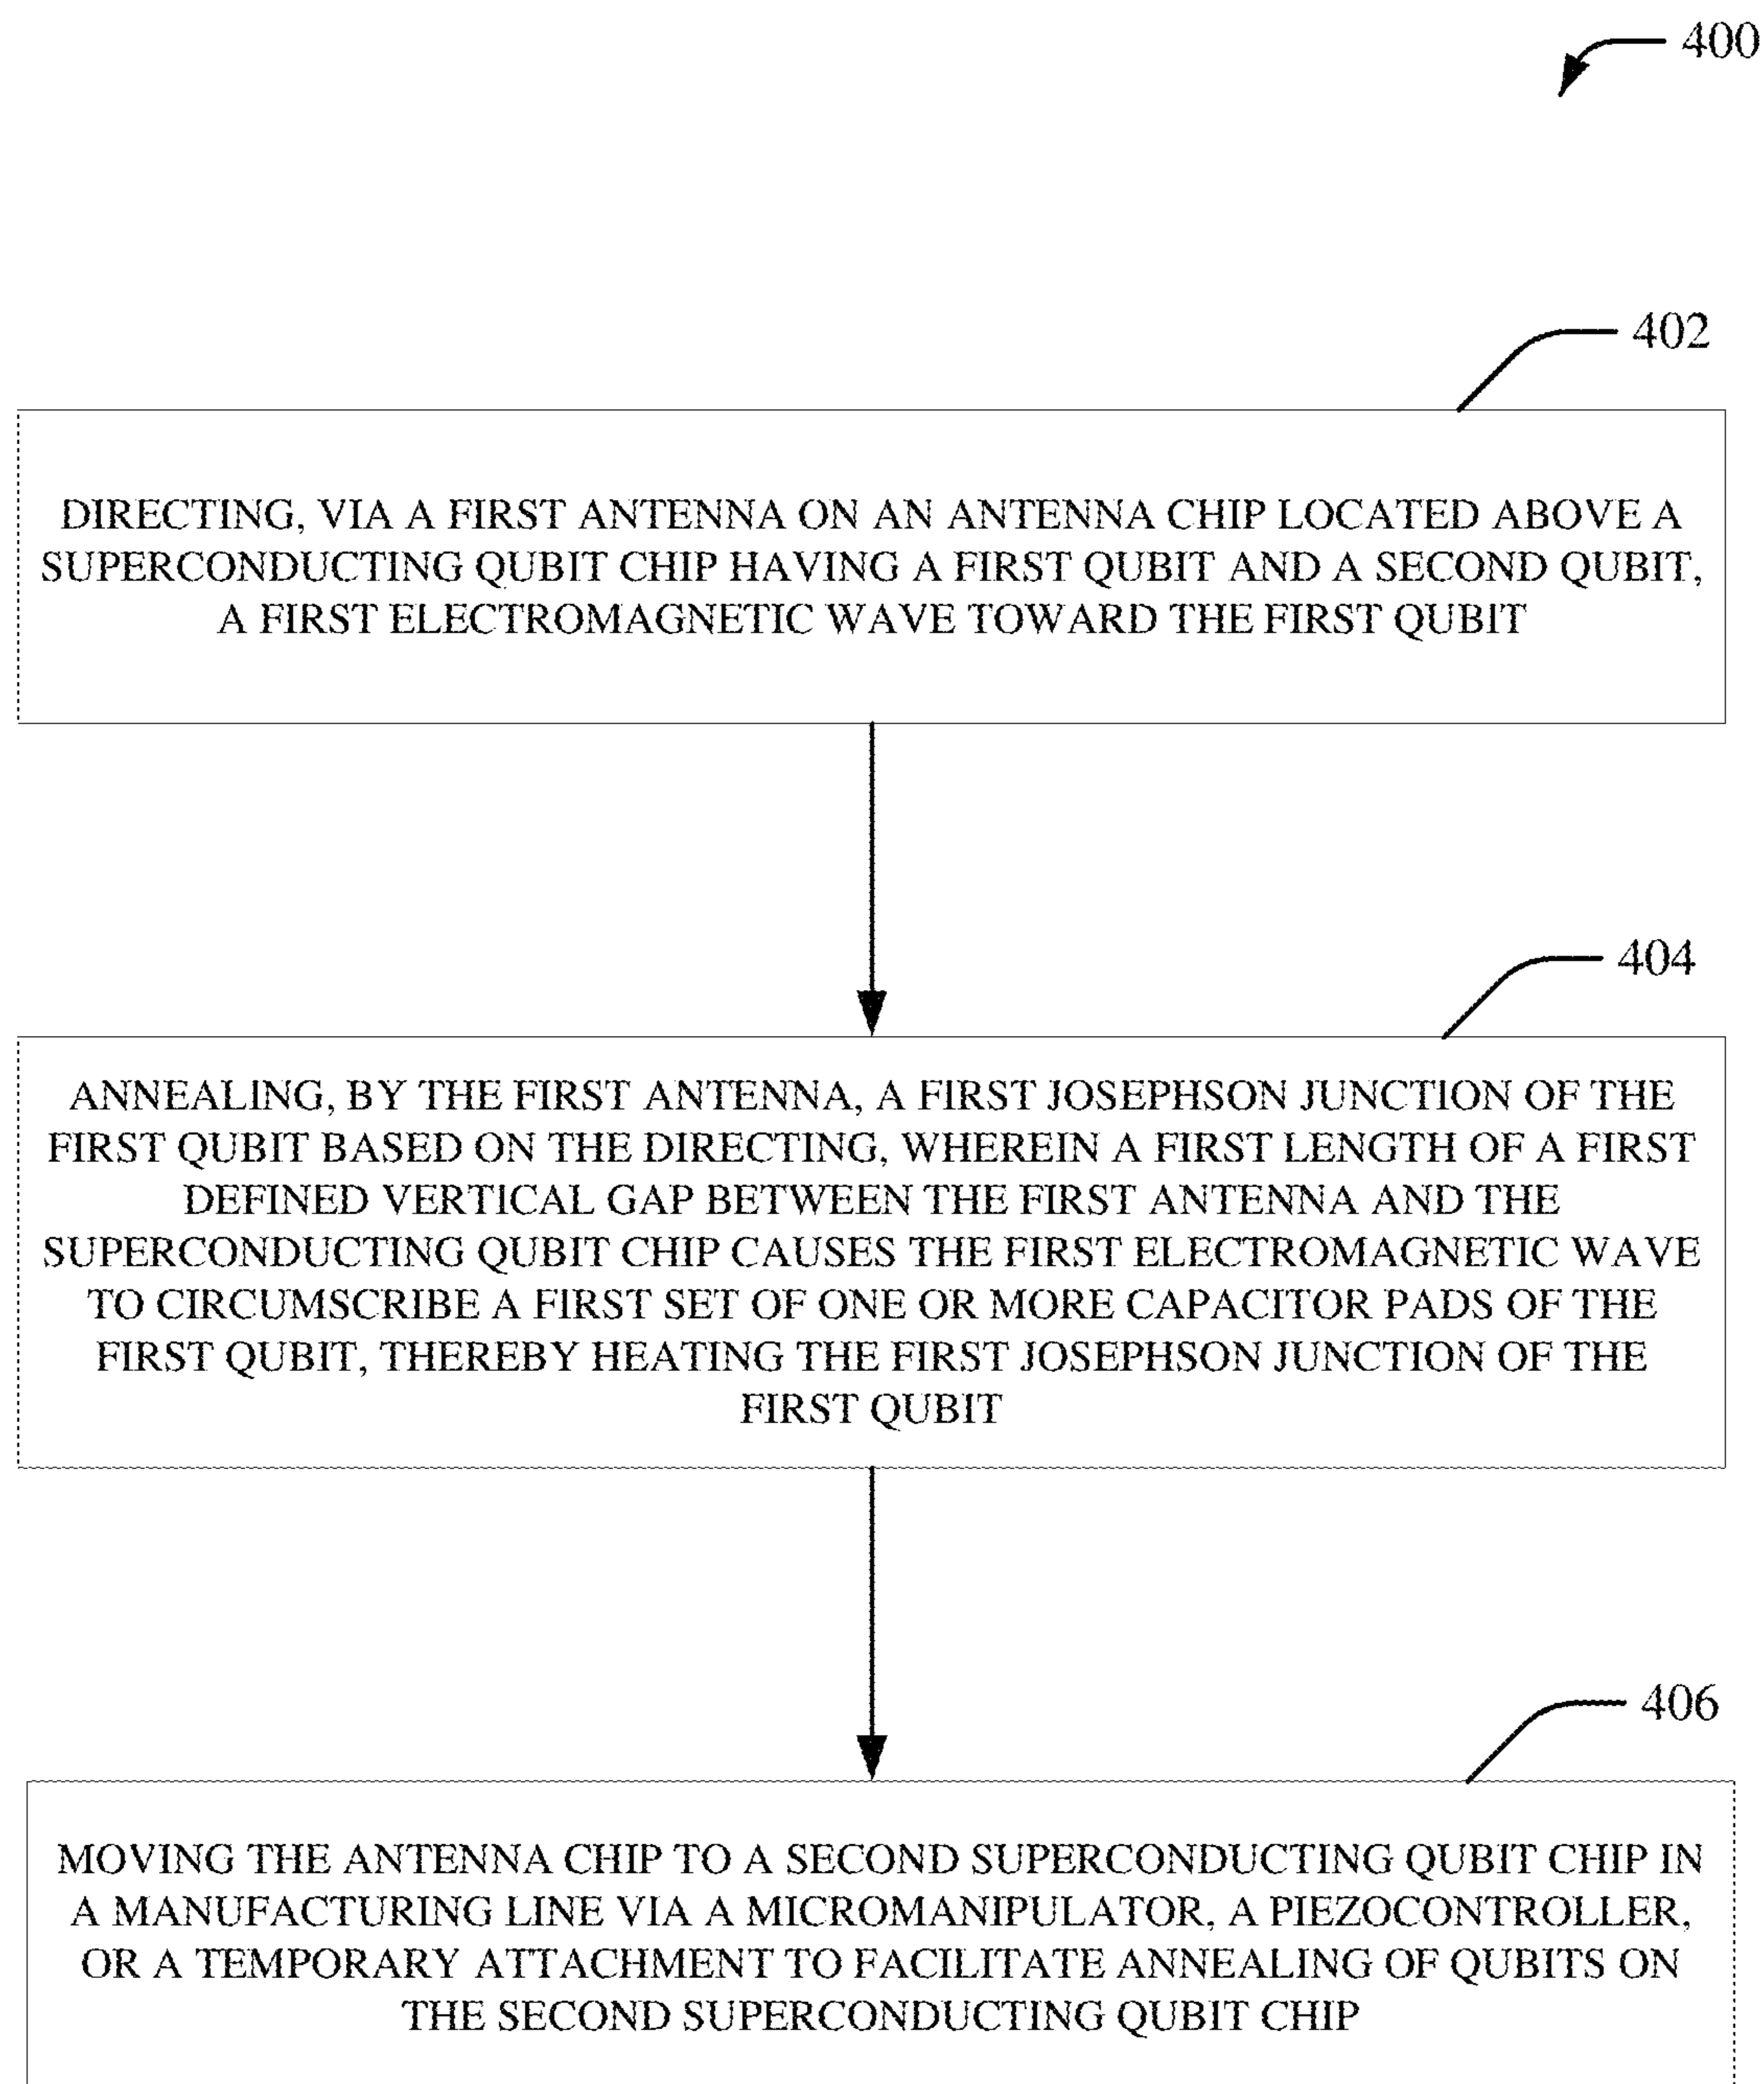 400
402
DIRECTING, VIA A FIRST ANTENNA ON AN ANTENNA CHIP LOCATED ABOVE A
SUPERCONDUCTING QUBIT CHIP HAVING A FIRST QUBIT AND A SECOND QUBIT,
A FIRST ELECTROMAGNETIC WAVE TOWARD THE FIRST QUBIT
404
ANNEALING, BY THE FIRST ANTENNA, A FIRST JOSEPHSON JUNCTION OF THE
FIRST QUBIT BASED ON THE DIRECTING, WHEREIN A FIRST LENGTH OF A FIRST
DEFINED VERTICAL GAP BETWEEN THE FIRST ANTENNA AND THE
SUPERCONDUCTING QUBIT CHIP CAUSES THE FIRST ELECTROMAGNETIC WAVE
TO CIRCUMSCRIBE A FIRST SET OF ONE OR MORE CAPACITOR PADS OF THE
FIRST QUBIT, THEREBY HEATING THE FIRST JOSEPHSON JUNCTION OF THE
FIRST QUBIT
406
MOVING THE ANTENNA CHIP TO A SECOND SUPERCONDUCTING QUBIT CHIP IN
A MANUFACTURING LINE VIA A MICROMANIPULATOR, A PIEZOCONTROLLER,
OR A TEMPORARY ATTACHMENT TO FACILITATE ANNEALING OF QUBITS ON
THE SECOND SUPERCONDUCTING QUBIT CHIP